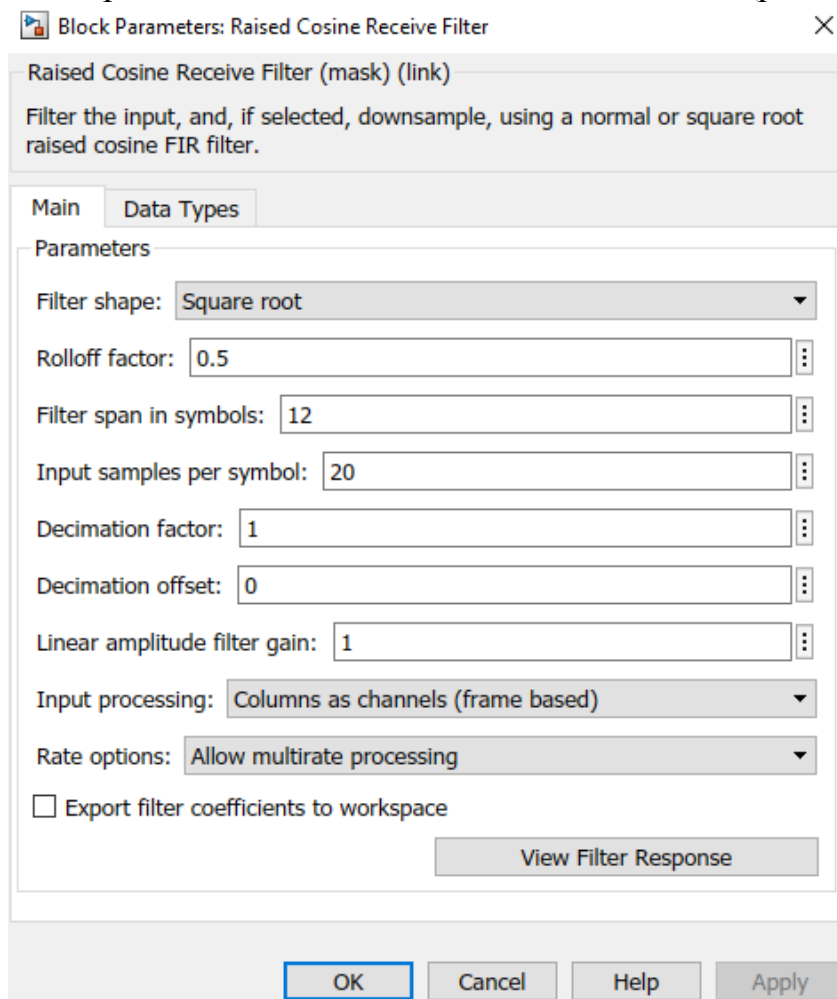 Block Parameters: Raised Cosine Receive Filter
Raised Cosine Receive Filter (mask) (link)
Filter the input, and, if selected, downsample, using a normal or square root
raised cosine FIR filter.
Main Data Types
Parameters
Filter shape: Square root
Rolloff factor: 0.5
Filter span in symbols: 12
Input samples per symbol: 20
Decimation factor: 1
Decimation offset: 0
Linear amplitude filter gain: 1
Input processing: Columns as channels (frame based)
Rate options: Allow multirate processing
Export filter coefficients to workspace
View Filter Response
OK Cancel Help Apply